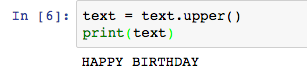 In [6]: text = text.upper()
print(text)
HAPPY BIRTHDAY